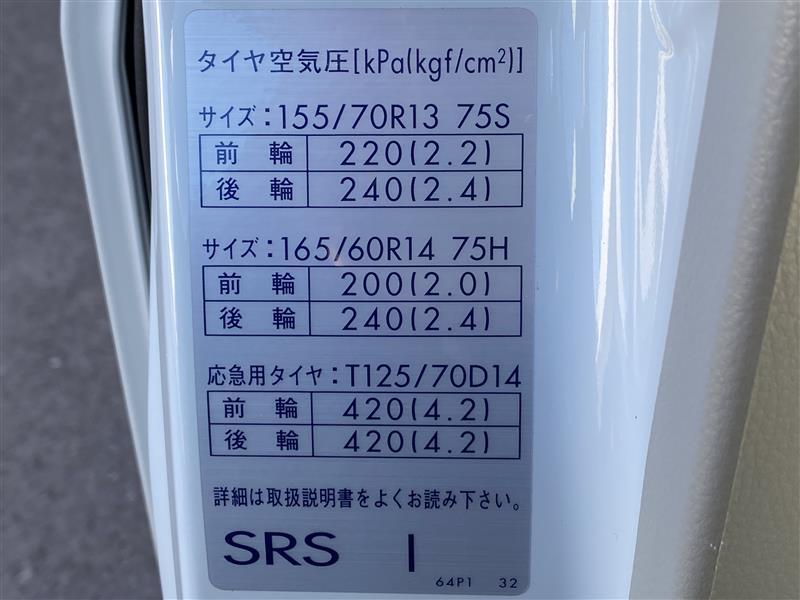 タイヤ空気圧[kPa(kgf/cm²)]
サイズ：155/70R13 75S
前輪 220(2.2)
後輪 240(2.4)
サイズ：165/60R14 75H
前輪 200(2.0)
後輪 240(2.4)
応急用タイヤ：T125/70D14
前輪 420(4.2)
後輪 420(4.2)
詳細は取扱説明書をよくお読み下さい。
SRS I
64P1 32